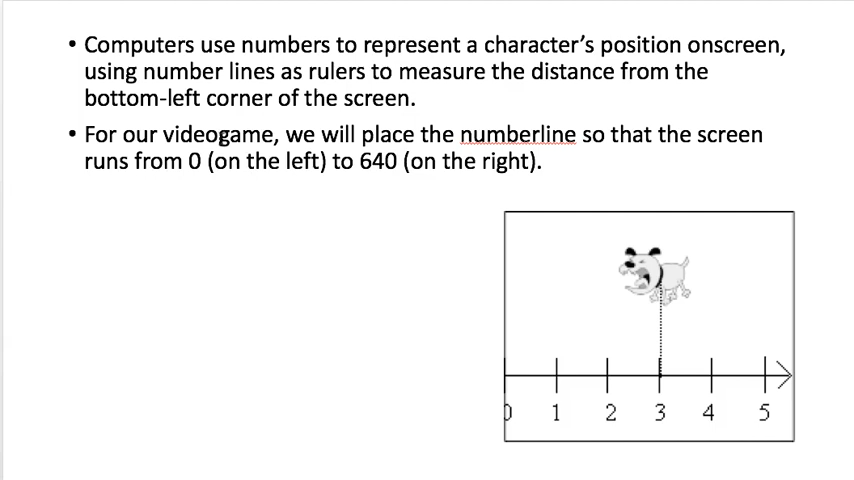 • Computers use numbers to represent a character’s position onscreen,
using number lines as rulers to measure the distance from the
bottom-left corner of the screen.
• For our videogame, we will place the numberline so that the screen
runs from 0 (on the left) to 640 (on the right).
0 1 2 3 4 5